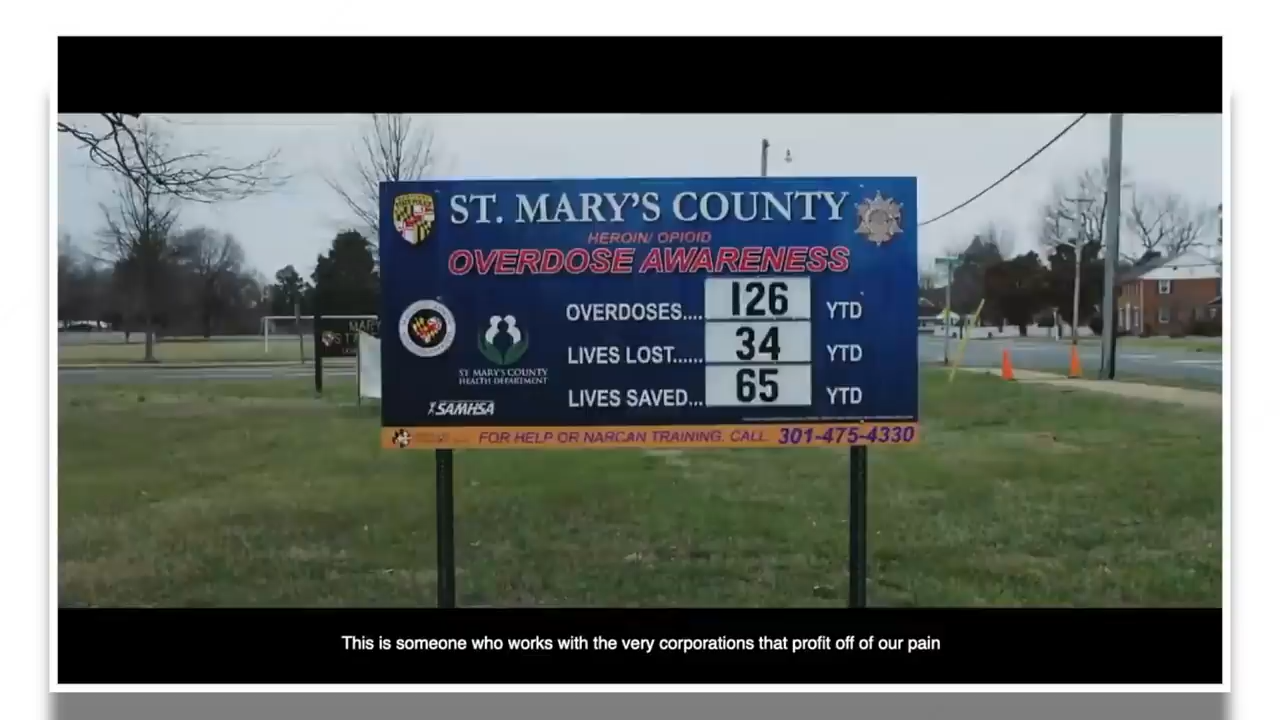 ST. MARY'S COUNTY
HEROIN/ OPIOID
OVERDOSE AWARENESS
OVERDOSES.... 126 YTD
LIVES LOST...... 34 YTD
LIVES SAVED... 65 YTD
ST MARY'S COUNTY
HEALTH DEPARTMENT
SAMHSA
FOR HELP OR NARCAN TRAINING, CALL 301-475-4330
MARY
This is someone who works with the very corporations that profit off of our pain